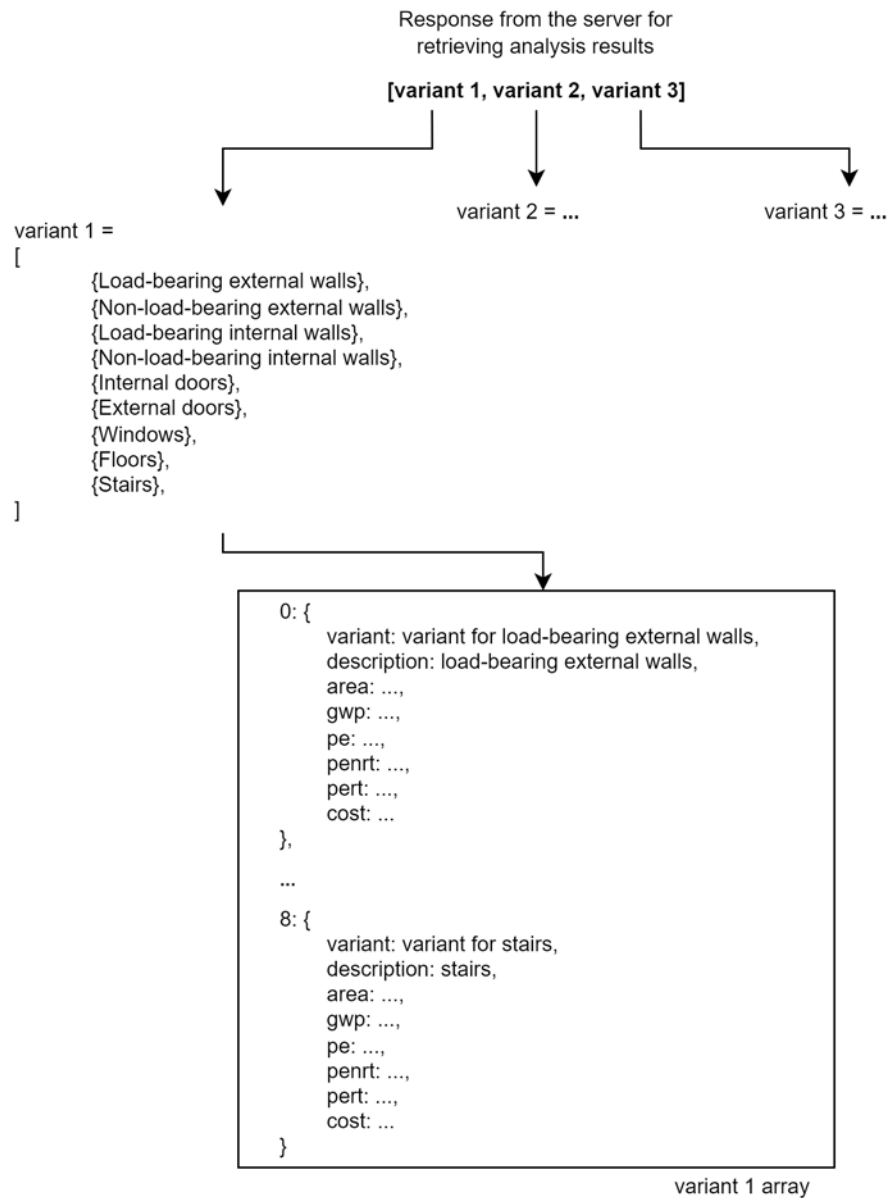 Response from the server for
retrieving analysis results
[variant 1, variant 2, variant 3]
variant 2 = ...
variant 3 = ...
variant 1 =
[
{Load-bearing external walls},
{Non-load-bearing external walls},
{Load-bearing internal walls},
{Non-load-bearing internal walls},
{Internal doors},
{External doors},
{Windows},
{Floors},
{Stairs},
]
0: {
variant: variant for load-bearing external walls,
description: load-bearing external walls,
area: ...,
gwp: ...,
pe: ...,
penrt: ...,
pert: ...,
cost: ...
},
...
8: {
variant: variant for stairs,
description: stairs,
area: ...,
gwp: ...,
pe: ...,
penrt: ...,
pert: ...,
cost: ...
}
variant 1 array